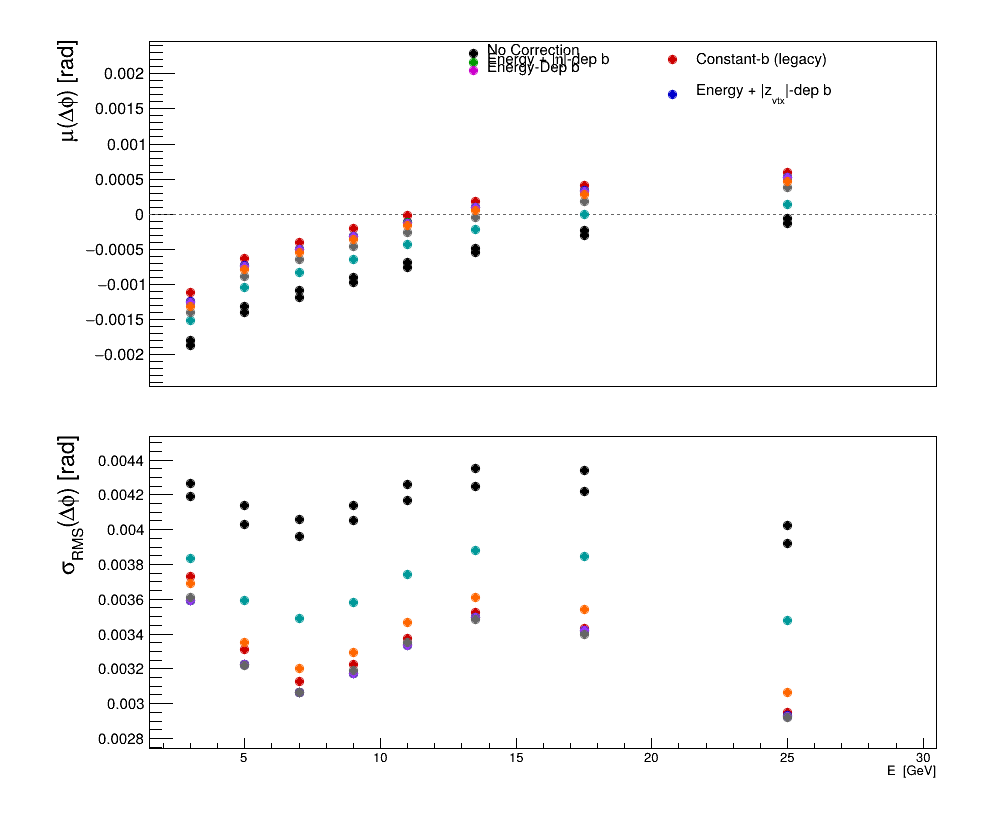 μ(Δϕ) [rad]
0.002
0.0015
0.001
0.0005
0
−0.0005
−0.001
−0.0015
−0.002
No Correction
Energy + |η|-dep b
Energy-Dep b
Constant-b (legacy)
Energy + |z_vtx|-dep b
σ_RMS(Δϕ) [rad]
0.0044
0.0042
0.004
0.0038
0.0036
0.0034
0.0032
0.003
0.0028
5 10 15 20 25 30
E [GeV]